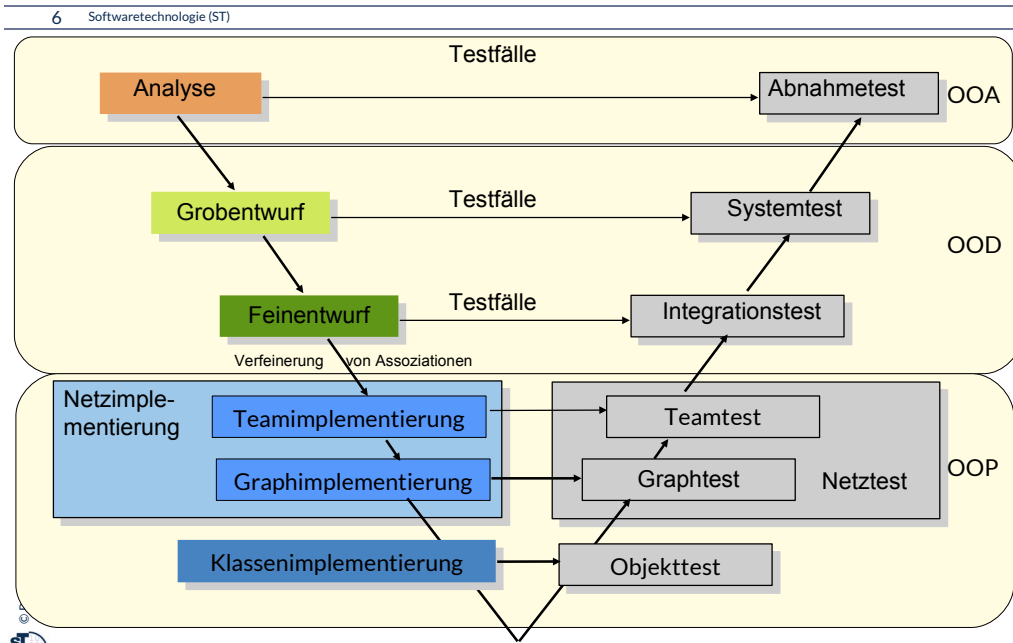 6 Softwaretechnologie (ST)
Testfälle
Analyse
Abnahmetest
OOA
Grobentwurf
Testfälle
Systemtest
OOD
Feinentwurf
Testfälle
Integrationstest
Verfeinerung von Assoziationen
Netzimple-
mentierung
Teamimplementierung
Teamtest
Graphimplementierung
Graphtest
Netztest
OOP
Klassenimplementierung
Objekttest
©
ST